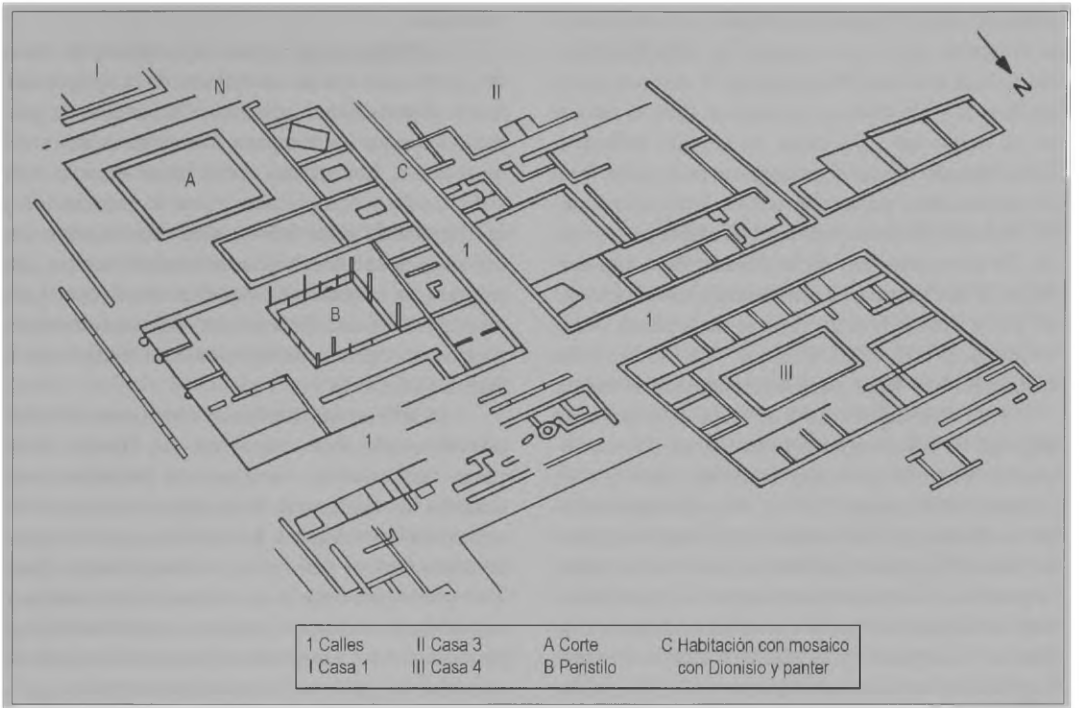 I
N
II
N
A
C
1
B
1
III
1
1 Calles II Casa 3 A Corte C Habitación con mosaico
I Casa 1 III Casa 4 B Peristilo con Dionisio y panter